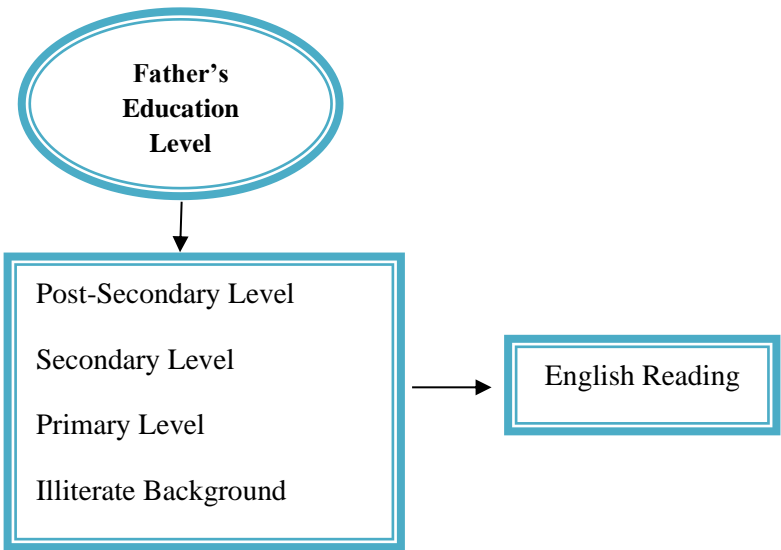 Father’s
Education
Level
Post-Secondary Level
Secondary Level
Primary Level
Illiterate Background
English Reading